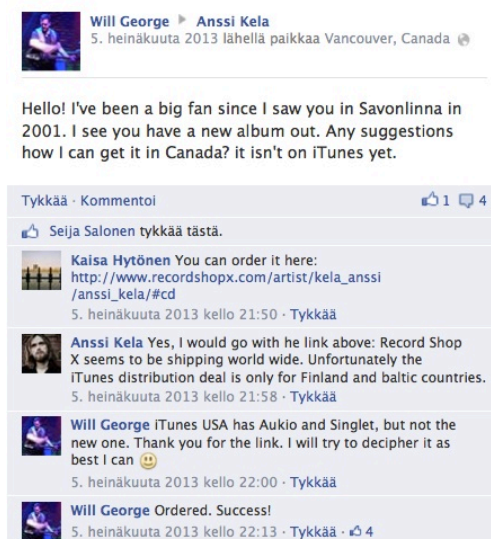 Will George ▶ Anssi Kela
5. heinäkuuta 2013 lähellä paikkaa Vancouver, Canada
Hello! I've been a big fan since I saw you in Savonlinna in
2001. I see you have a new album out. Any suggestions
how I can get it in Canada? it isn't on iTunes yet.
Tykkää · Kommentoi 1 4
Seija Salonen tykkää tästä.
Kaisa Hytönen You can order it here:
http://www.recordshopx.com/artist/kela_anssi
/anssi_kela/#cd
5. heinäkuuta 2013 kello 21:50 · Tykkää
Anssi Kela Yes, I would go with he link above: Record Shop
X seems to be shipping world wide. Unfortunately the
iTunes distribution deal is only for Finland and baltic countries.
5. heinäkuuta 2013 kello 21:58 · Tykkää
Will George iTunes USA has Aukio and Singlet, but not the
new one. Thank you for the link. I will try to decipher it as
best I can 😃
5. heinäkuuta 2013 kello 22:00 · Tykkää
Will George Ordered. Success!
5. heinäkuuta 2013 kello 22:13 · Tykkää · 4